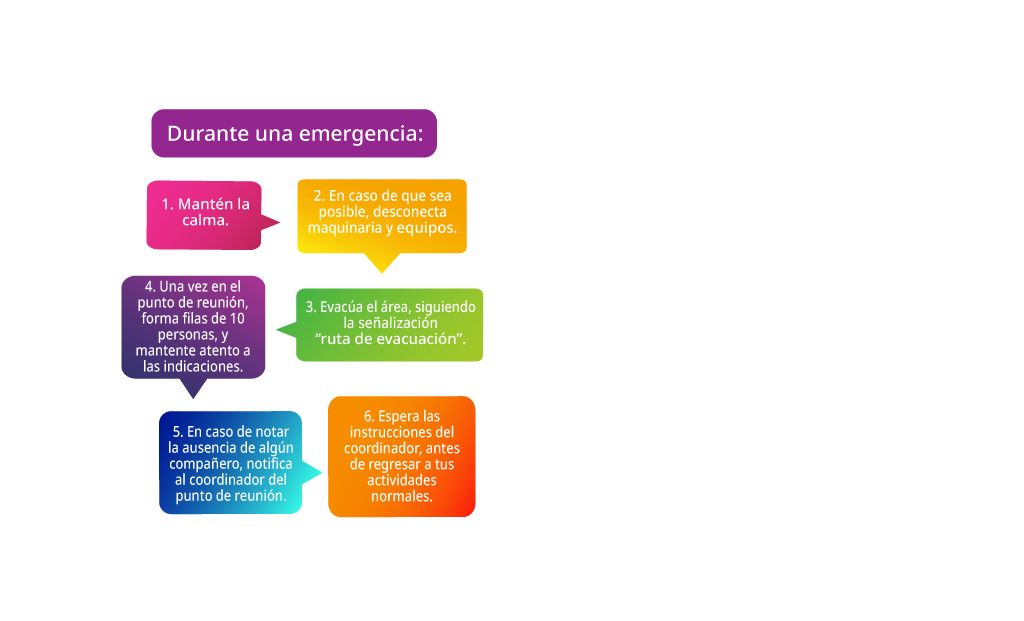 Durante una emergencia:
1. Mantén la
calma.
2. En caso de que sea
posible, desconecta
maquinaria y equipos.
3. Evacúa el área, siguiendo
la señalización
“ruta de evacuación”.
4. Una vez en el
punto de reunión,
forma filas de 10
personas, y
mantente atento a
las indicaciones.
5. En caso de notar
la ausencia de algún
compañero, notifica
al coordinador del
punto de reunión.
6. Espera las
instrucciones del
coordinador, antes
de regresar a tus
actividades
normales.